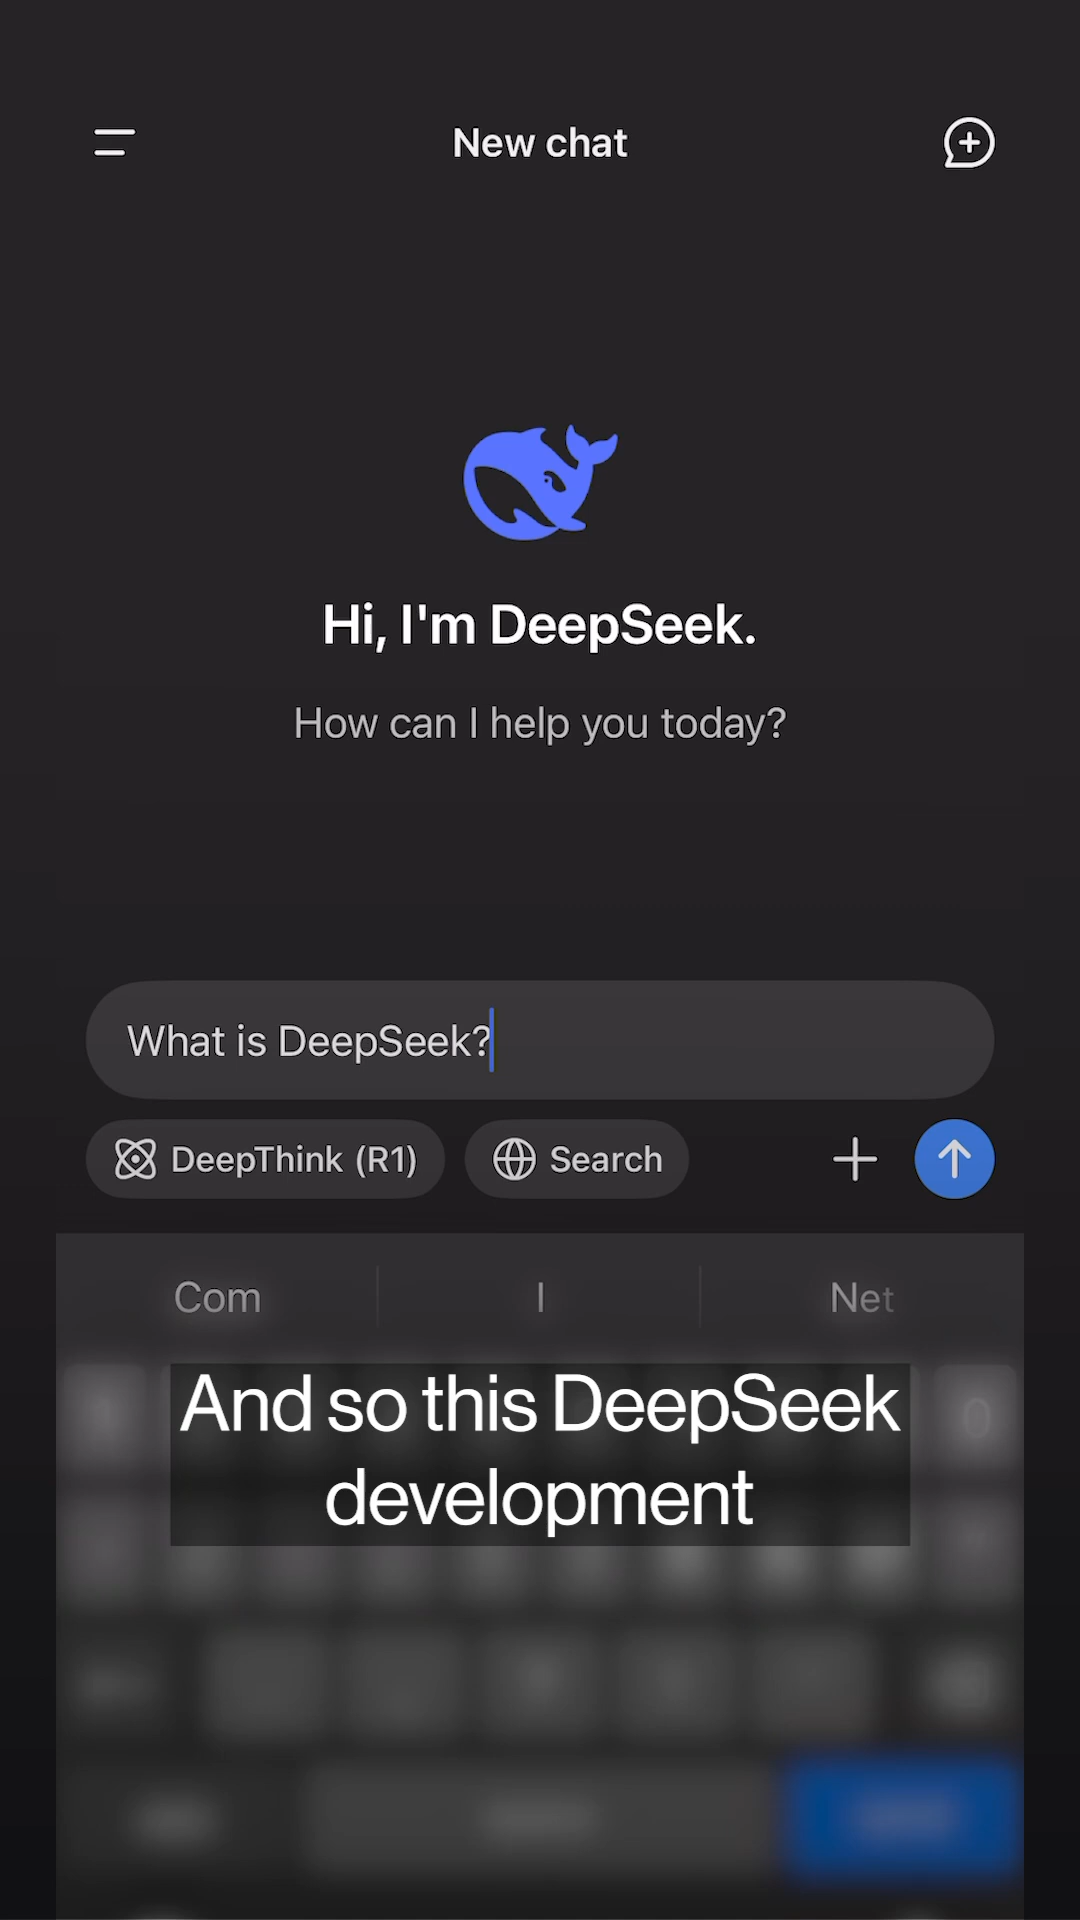 New chat
Hi, I'm DeepSeek.
How can I help you today?
What is DeepSeek?
DeepThink (R1)
Search
Com
I
Net
And so this DeepSeek
development